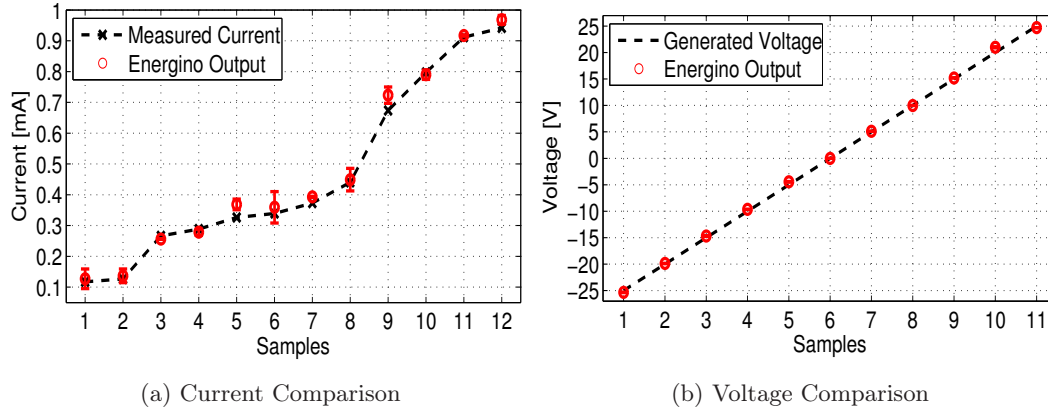 1
0.9
0.8
0.7
0.6
0.5
0.4
0.3
0.2
0.1
Current [mA]
Measured Current
Energino Output
1 2 3 4 5 6 7 8 9 10 11 12
Samples
(a) Current Comparison
25
20
15
10
5
0
−5
−10
−15
−20
−25
Voltage [V]
Generated Voltage
Energino Output
1 2 3 4 5 6 7 8 9 10 11
Samples
(b) Voltage Comparison